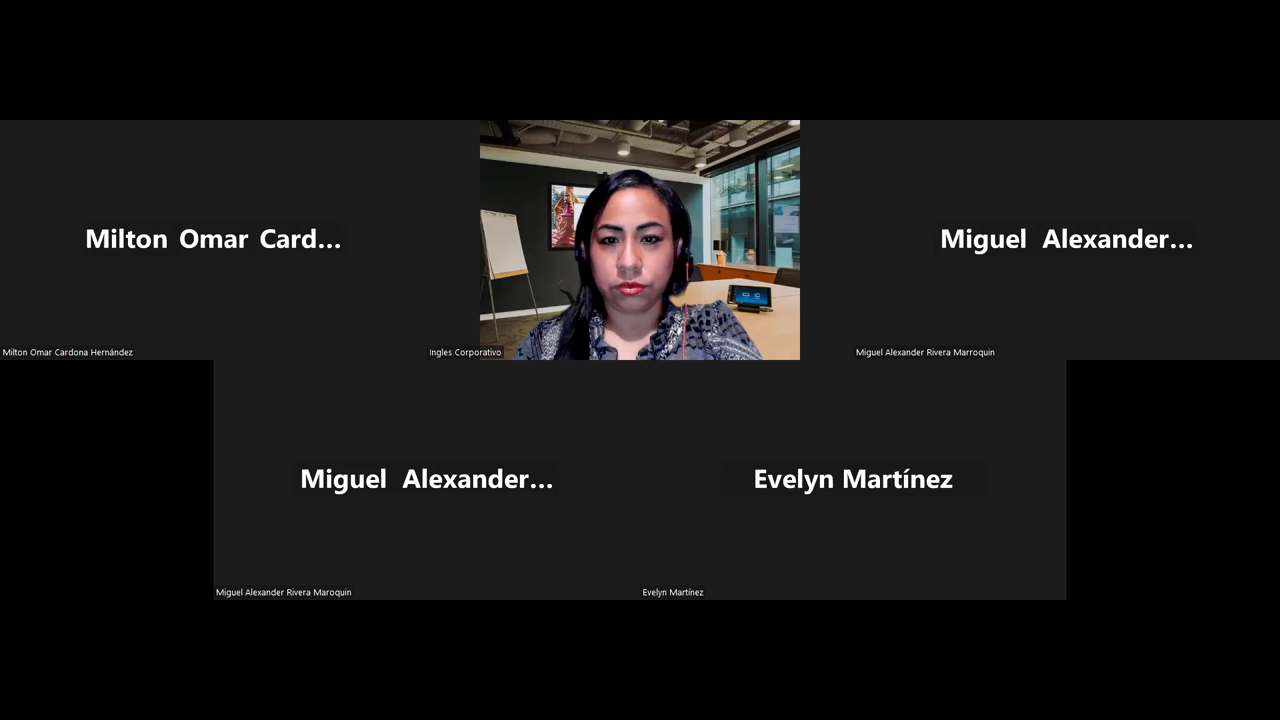 Milton Omar Card...
Miguel Alexander...
Milton Omar Cardona Hernández
Ingles Corporativo
Miguel Alexander Rivera Marroquin
Miguel Alexander...
Evelyn Martínez
Miguel Alexander Rivera Maroquin
Evelyn Martínez